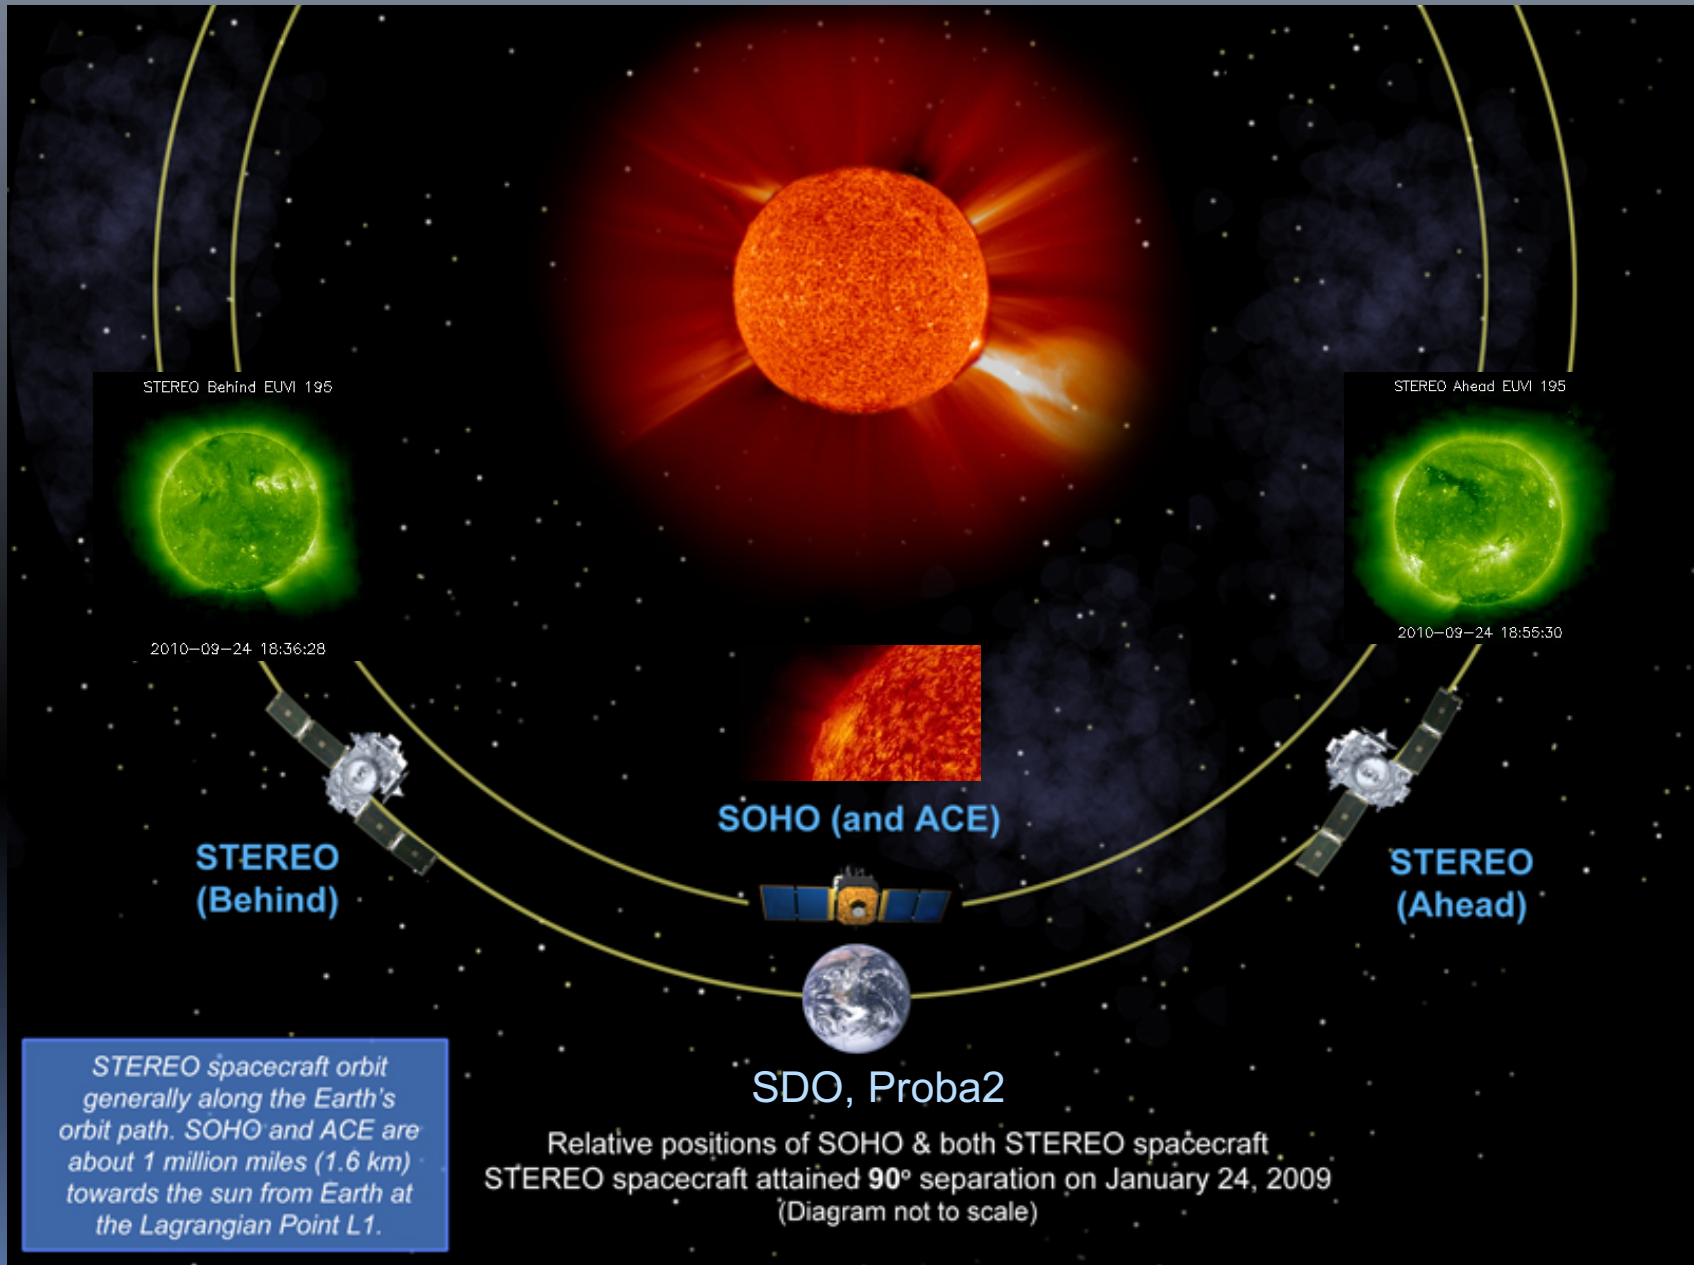 STEREO Behind EUVI 195
2010-09-24 18:36:28
STEREO Ahead EUVI 195
2010-09-24 18:55:30
SOHO (and ACE)
STEREO
(Behind)
STEREO
(Ahead)
SDO, Proba2
Relative positions of SOHO & both STEREO spacecraft
STEREO spacecraft attained 90° separation on January 24, 2009
(Diagram not to scale)
STEREO spacecraft orbit
generally along the Earth's
orbit path. SOHO and ACE are
about 1 million miles (1.6 km)
towards the sun from Earth at
the Lagrangian Point L1.